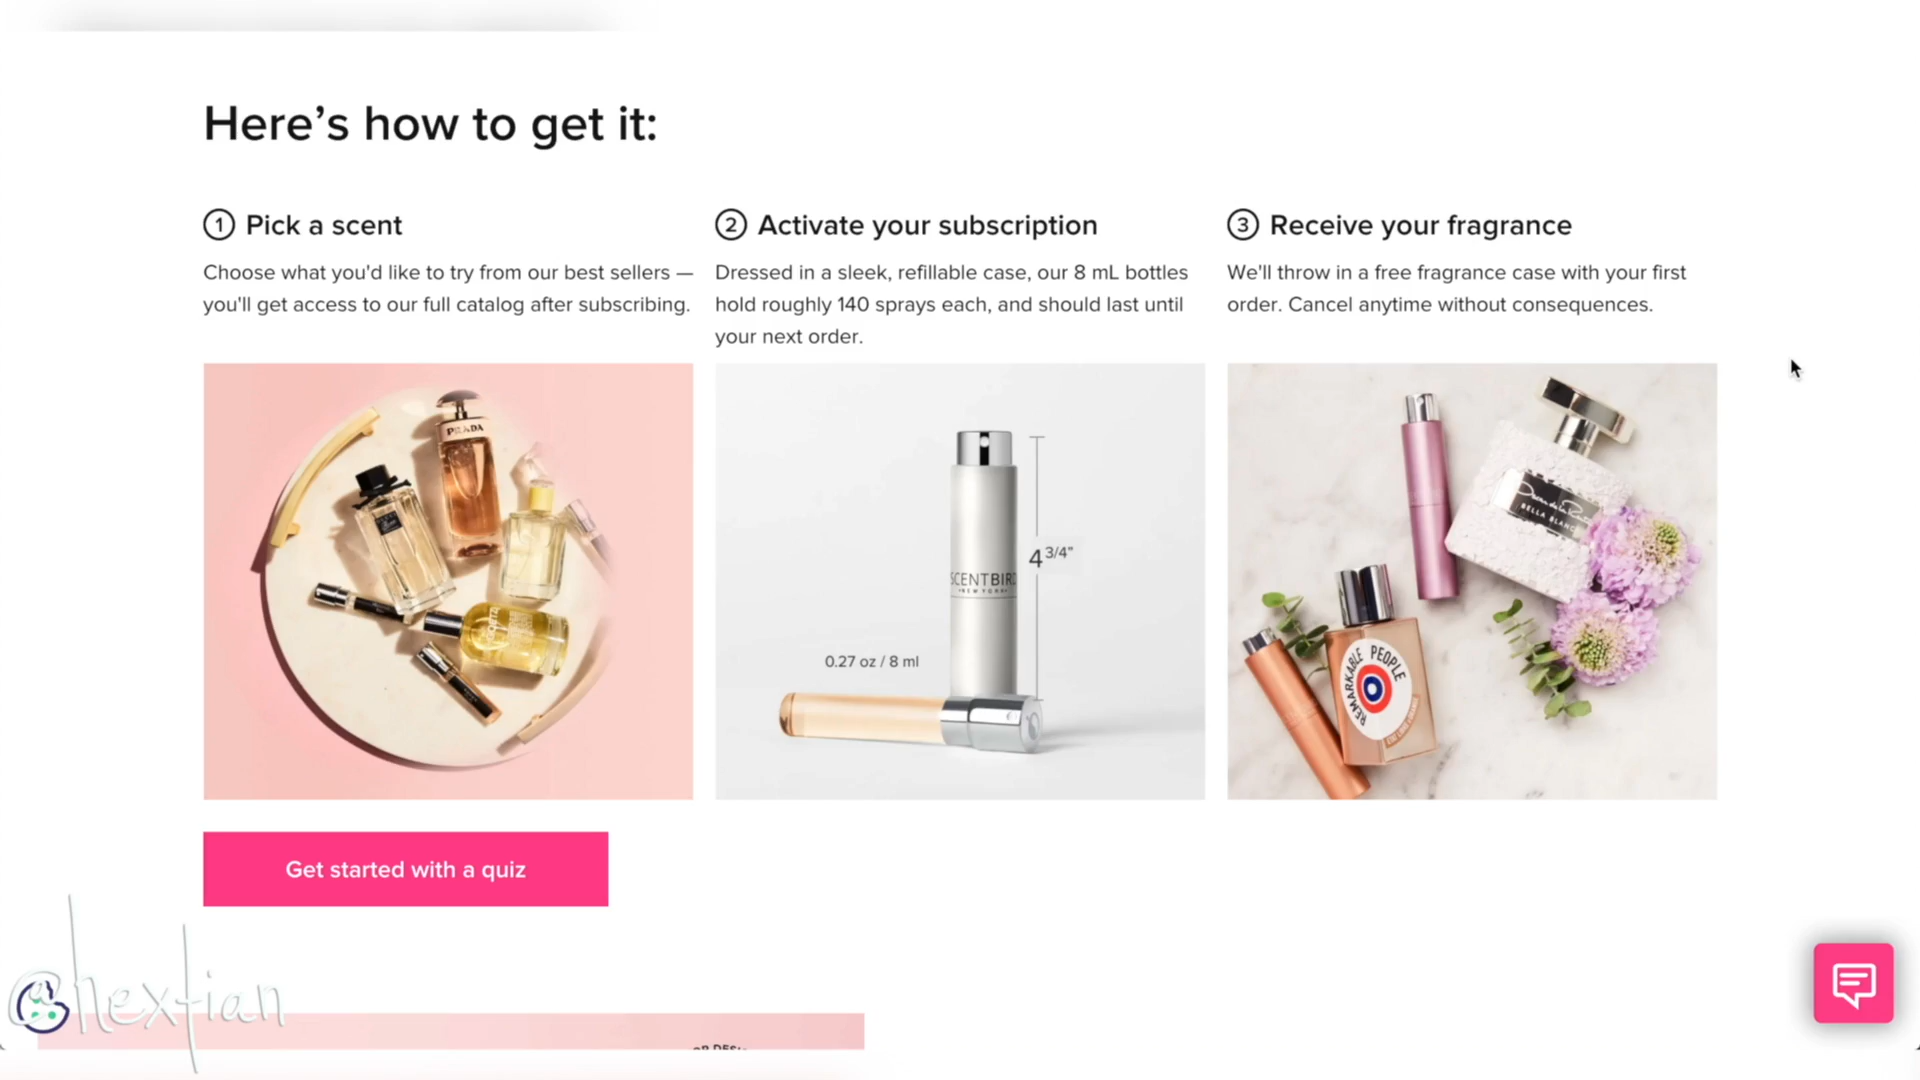 Here's how to get it:
1 Pick a scent
Choose what you'd like to try from our best sellers —
you'll get access to our full catalog after subscribing.
2 Activate your subscription
Dressed in a sleek, refillable case, our 8 mL bottles
hold roughly 140 sprays each, and should last until
your next order.
3 Receive your fragrance
We'll throw in a free fragrance case with your first
order. Cancel anytime without consequences.
PRADA
SCENTBIRD
NEW YORK
4 3/4"
0.27 oz / 8 ml
BELLA BLANCA
REMARKABLE PEOPLE
Get started with a quiz
@hexfian